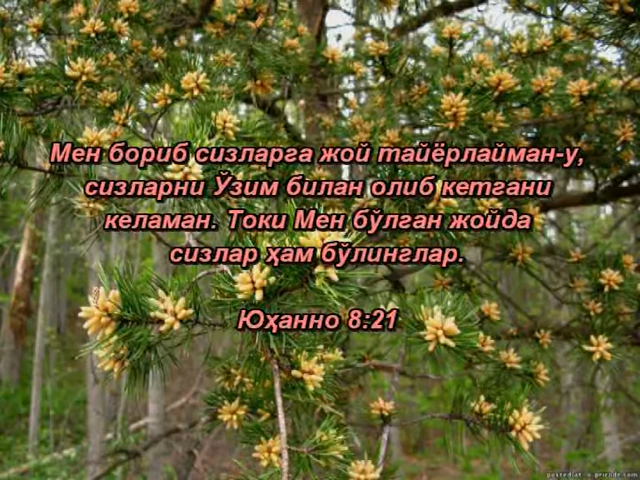 Мен бориб сизларга жой тайёрлайман-у,
сизларни Ўзим билан олиб кетгани
келаман. Токи Мен бўлган жойда
сизлар ҳам бўлинглар.
Юҳанно 8:21